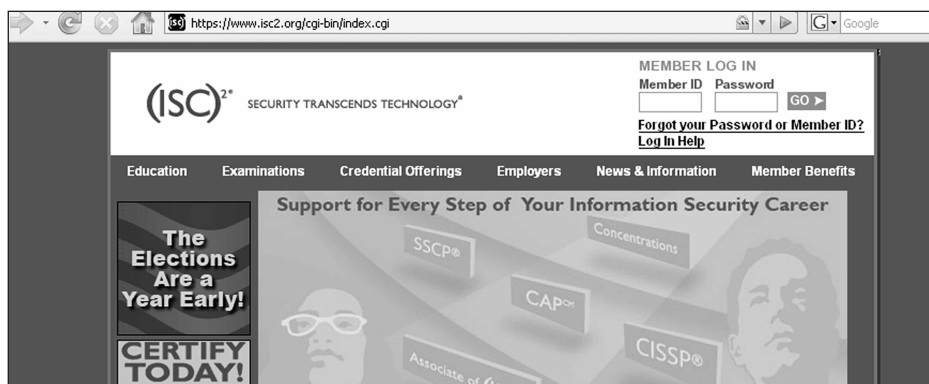 https://www.isc2.org/cgi-bin/index.cgi
G
Google
MEMBER LOG IN
Member ID Password
GO
Forgot your Password or Member ID?
Log In Help
(ISC)²® SECURITY TRANSCENDS TECHNOLOGY®
Education Examinations Credential Offerings Employers News & Information Member Benefits
The
Elections
Are a
Year Early!
CERTIFY
TODAY!
Support for Every Step of Your Information Security Career
SSCP®
Concentrations
CAP℠
CISSP®
Associate of